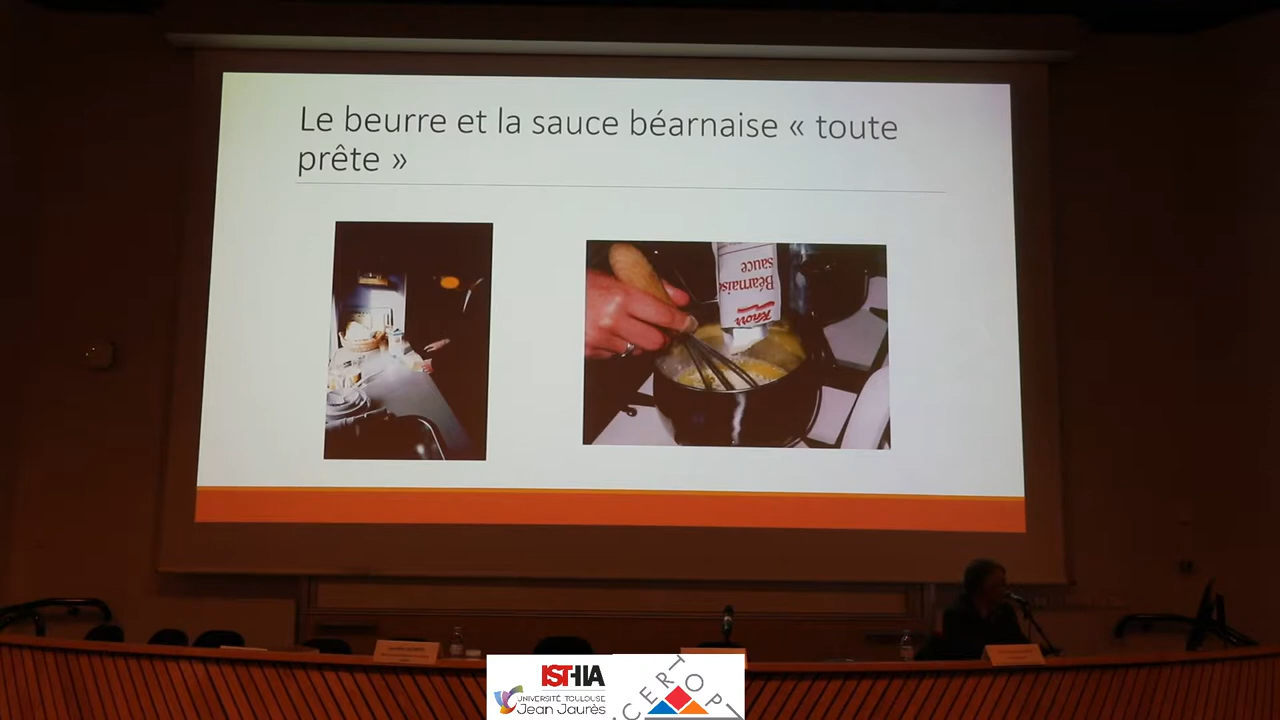 Le beurre et la sauce béarnaise « toute
prête »
sauce
Béarnaise
Knorr
ISTHIA
UNIVERSITÉ TOULOUSE
Jean Jaurès
CERTOP